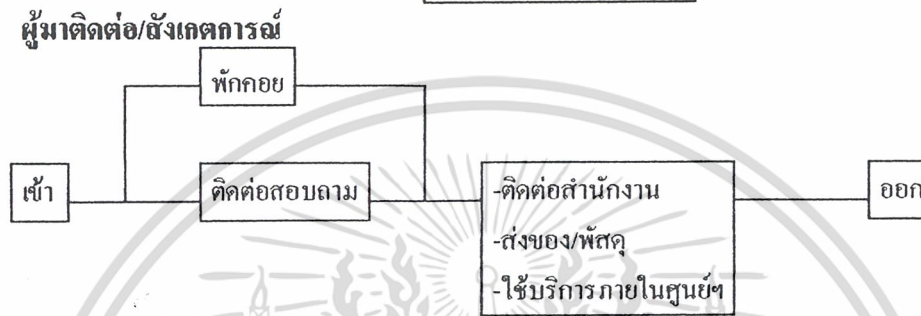 ผู้มาติดต่อ/สังเกตการณ์
พักคอย
เข้า
ติดต่อสอบถาม
-ติดต่อสำนักงาน
-ส่งของ/พัสดุ
-ใช้บริการภายในศูนย์ฯ
ออก